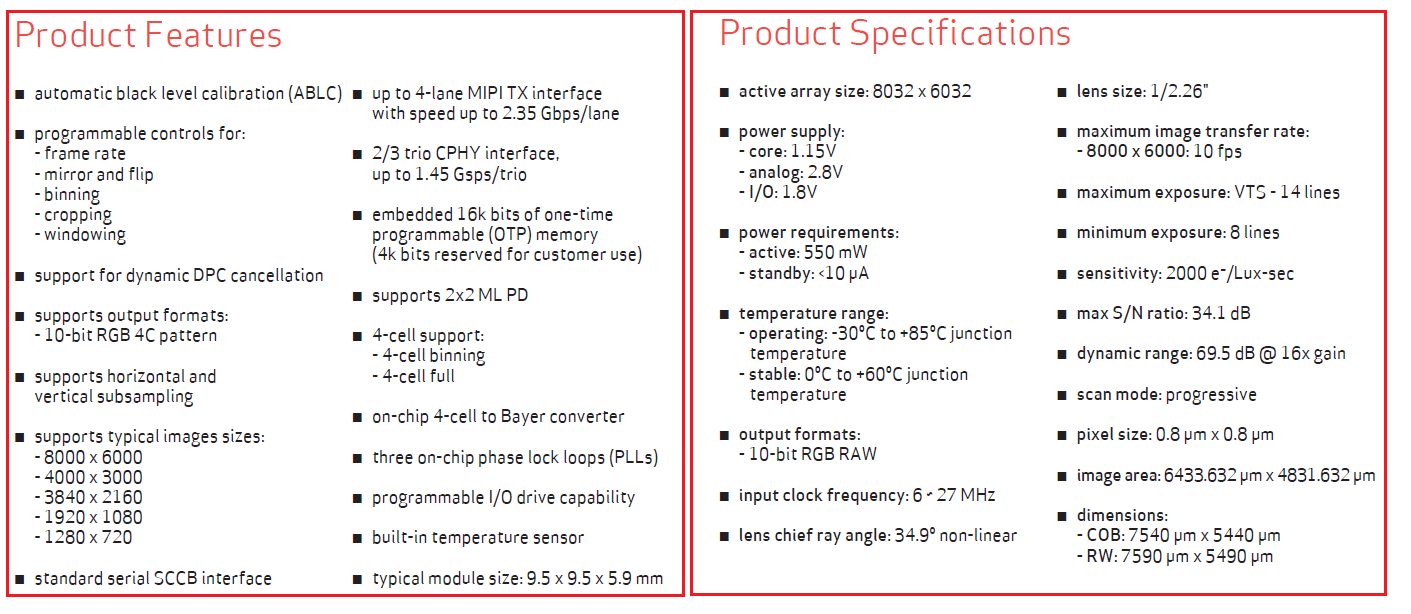 Product Features
■ automatic black level calibration (ABLC)
■ programmable controls for:
- frame rate
- mirror and flip
- binning
- cropping
- windowing
■ support for dynamic DPC cancellation
■ supports output formats:
- 10-bit RGB 4C pattern
■ supports horizontal and
vertical subsampling
■ supports typical images sizes:
- 8000 x 6000
- 4000 x 3000
- 3840 x 2160
- 1920 x 1080
- 1280 x 720
■ standard serial SCCB interface
■ up to 4-lane MIPI TX interface
with speed up to 2.35 Gbps/lane
■ 2/3 trio CPHY interface,
up to 1.45 Gsps/trio
■ embedded 16k bits of one-time
programmable (OTP) memory
(4k bits reserved for customer use)
■ supports 2x2 ML PD
■ 4-cell support:
- 4-cell binning
- 4-cell full
■ on-chip 4-cell to Bayer converter
■ three on-chip phase lock loops (PLLs)
■ programmable I/O drive capability
■ built-in temperature sensor
■ typical module size: 9.5 x 9.5 x 5.9 mm
Product Specifications
■ active array size: 8032 x 6032
■ power supply:
- core: 1.15V
- analog: 2.8V
- I/O: 1.8V
■ power requirements:
- active: 550 mW
- standby: <10 µA
■ temperature range:
- operating: -30ºC to +85ºC junction
temperature
- stable: 0ºC to +60ºC junction
temperature
■ output formats:
- 10-bit RGB RAW
■ input clock frequency: 6 ~ 27 MHz
■ lens chief ray angle: 34.9º non-linear
■ lens size: 1/2.26"
■ maximum image transfer rate:
- 8000 x 6000: 10 fps
■ maximum exposure: VTS - 14 lines
■ minimum exposure: 8 lines
■ sensitivity: 2000 e⁻/Lux-sec
■ max S/N ratio: 34.1 dB
■ dynamic range: 69.5 dB @ 16x gain
■ scan mode: progressive
■ pixel size: 0.8 µm x 0.8 µm
■ image area: 6433.632 µm x 4831.632 µm
■ dimensions:
- COB: 7540 µm x 5440 µm
- RW: 7590 µm x 5490 µm